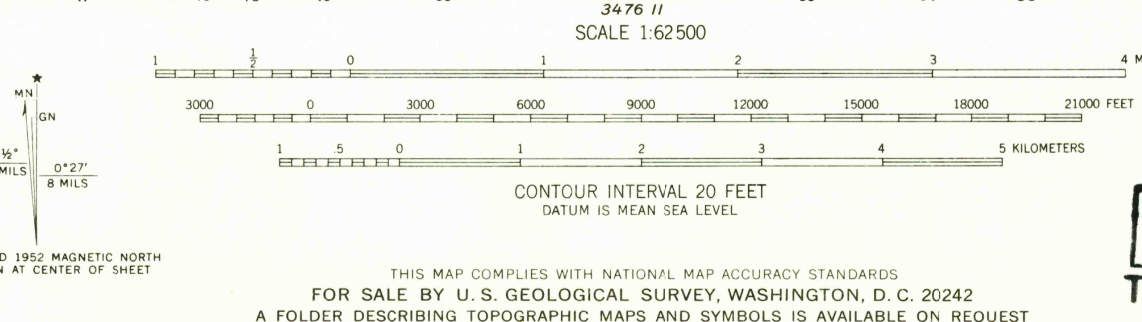 3476 II
SCALE 1:62500
1 ½ 0 1 2 3 4
3000 0 3000 6000 9000 12000 15000 18000 21000 FEET
1 .5 0 1 2 3 4 5 KILOMETERS
MN
GN
½°
MILS
0°27'
8 MILS
1952 MAGNETIC NORTH
AT CENTER OF SHEET
CONTOUR INTERVAL 20 FEET
DATUM IS MEAN SEA LEVEL
THIS MAP COMPLIES WITH NATIONAL MAP ACCURACY STANDARDS
FOR SALE BY U. S. GEOLOGICAL SURVEY, WASHINGTON, D. C. 20242
A FOLDER DESCRIBING TOPOGRAPHIC MAPS AND SYMBOLS IS AVAILABLE ON REQUEST